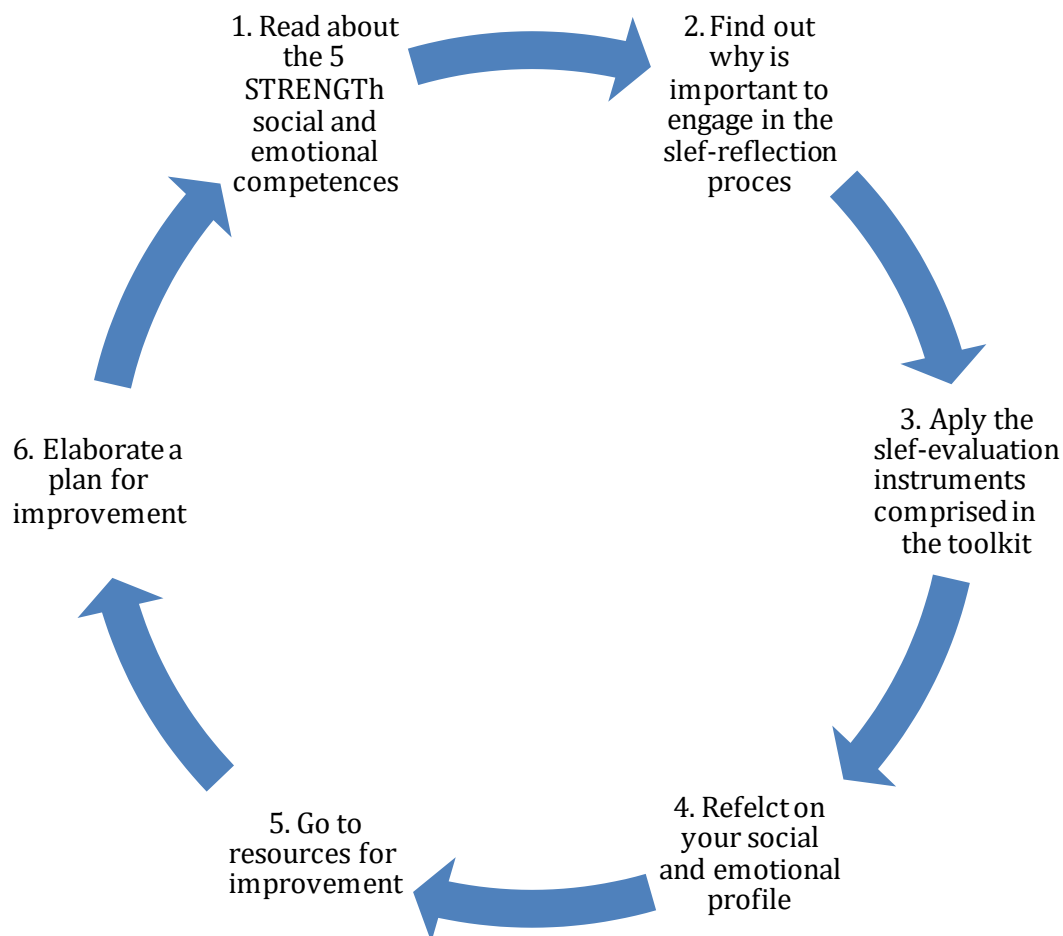 1. Read about
the 5
STRENGTh
social and
emotional
competences
2. Find out
why is
important to
engage in the
slef-reflection
proces
3. Aply the
slef-evaluation
instruments
comprised in
the toolkit
4. Refelct on
your social
and emotional
profile
5. Go to
resources for
improvement
6. Elaborate a
plan for
improvement